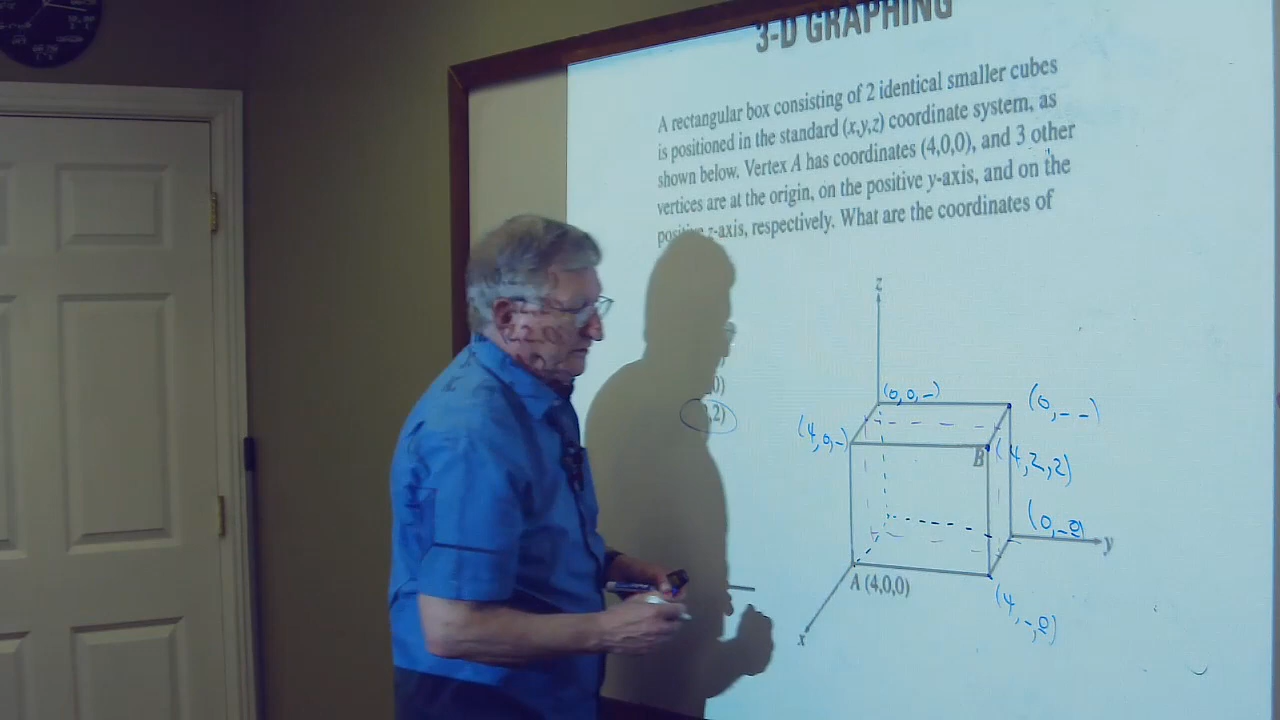 3-D GRAPHING
A rectangular box consisting of 2 identical smaller cubes
is positioned in the standard (x,y,z) coordinate system, as
shown below. Vertex A has coordinates (4,0,0), and 3 other
vertices are at the origin, on the positive y-axis, and on the
-axis, respectively. What are the coordinates of
z
(0,0,-)
(0,--)
(4,0,-)
B
(4,2,2)
0)
,2)
(0,-0)
y
A (4,0,0)
(4,-,0)
x